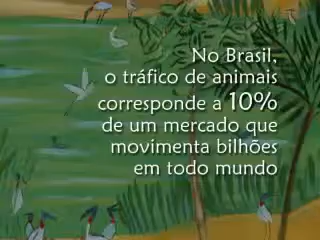 No Brasil,
o tráfico de animais
corresponde a 10%
de um mercado que
movimenta bilhões
em todo mundo